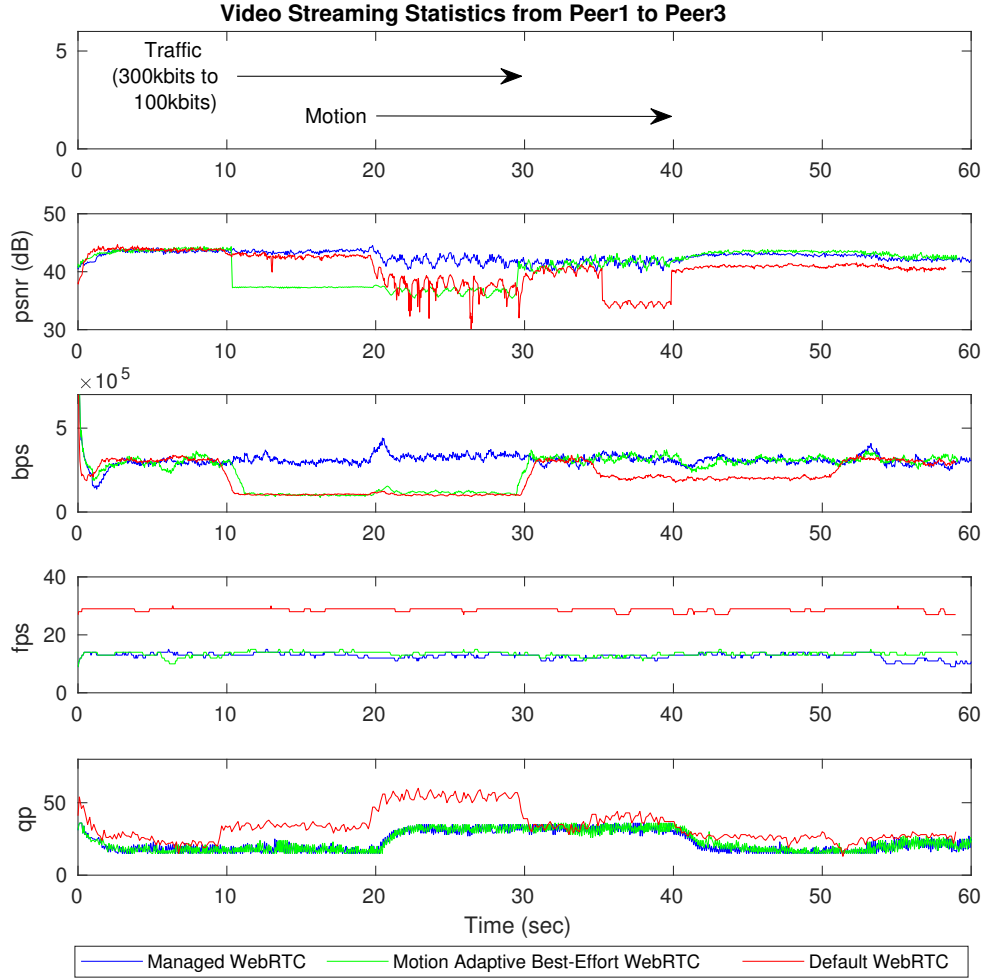 Video Streaming Statistics from Peer1 to Peer3
5
0
Traffic
(300kbits to
100kbits)
Motion
0 10 20 30 40 50 60
psnr (dB)
50
40
30
0 10 20 30 40 50 60
×10 5
bps
5
0
0 10 20 30 40 50 60
fps
40
20
0
0 10 20 30 40 50 60
qp
50
0
0 10 20 30 40 50 60
Time (sec)
Managed WebRTC Motion Adaptive Best-Effort WebRTC Default WebRTC